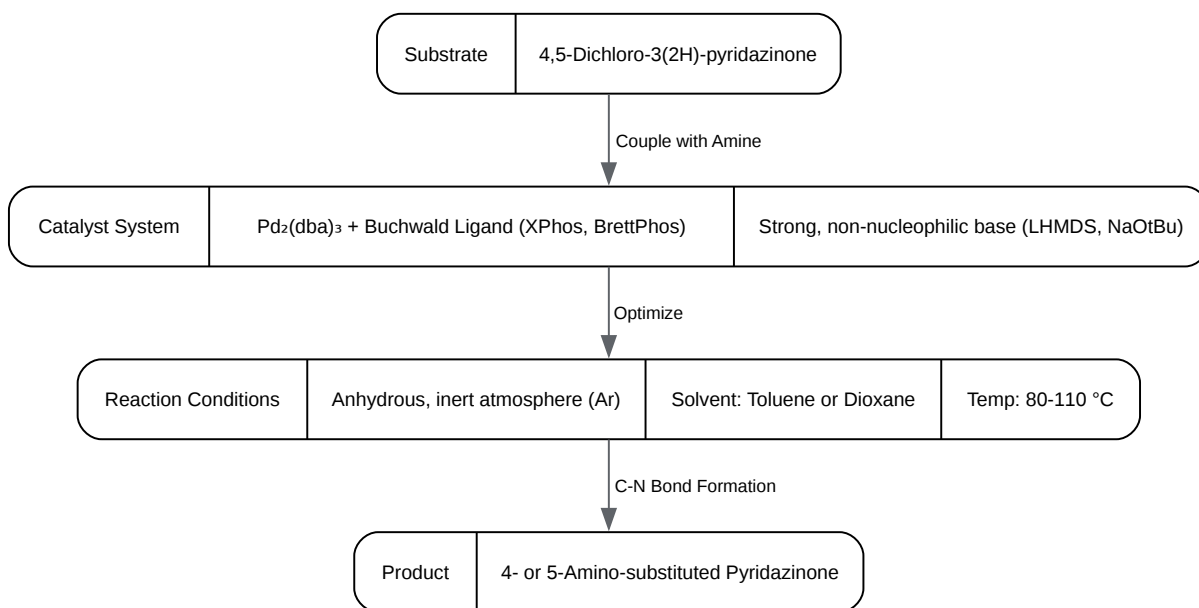 Substrate
4,5-Dichloro-3(2H)-pyridazinone
Couple with Amine
Catalyst System
Pd₂(dba)₃ + Buchwald Ligand (XPhos, BrettPhos)
Strong, non-nucleophilic base (LHMDS, NaOtBu)
Optimize
Reaction Conditions
Anhydrous, inert atmosphere (Ar)
Solvent: Toluene or Dioxane
Temp: 80-110 °C
C-N Bond Formation
Product
4- or 5-Amino-substituted Pyridazinone